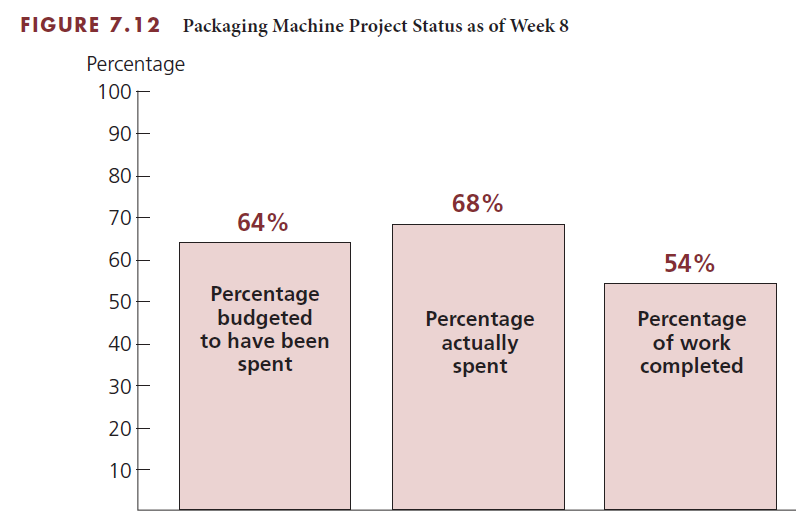 FIGURE 7.12 Packaging Machine Project Status as of Week 8
Percentage
100
90
80
70
60
50
40
30
20
10
64%
Percentage
budgeted
to have been
spent
68%
Percentage
actually
spent
54%
Percentage
of work
completed